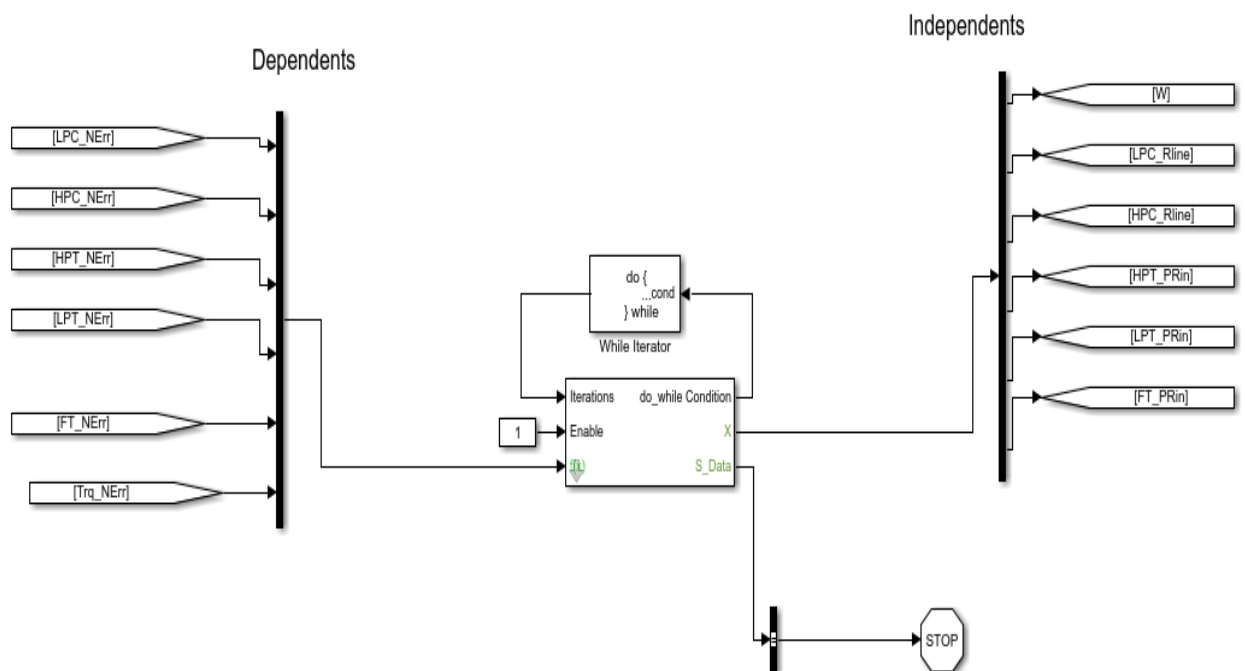 Independents
Dependents
[LPC_NErr]
[HPC_NErr]
[HPT_NErr]
[LPT_NErr]
[FT_NErr]
[Trq_NErr]
do {
...cond
} while
While Iterator
Iterations
do_while Condition
1
Enable
X
S_Data
[W]
[LPC_Rline]
[HPC_Rline]
[HPT_PRin]
[LPT_PRin]
[FT_PRin]
STOP